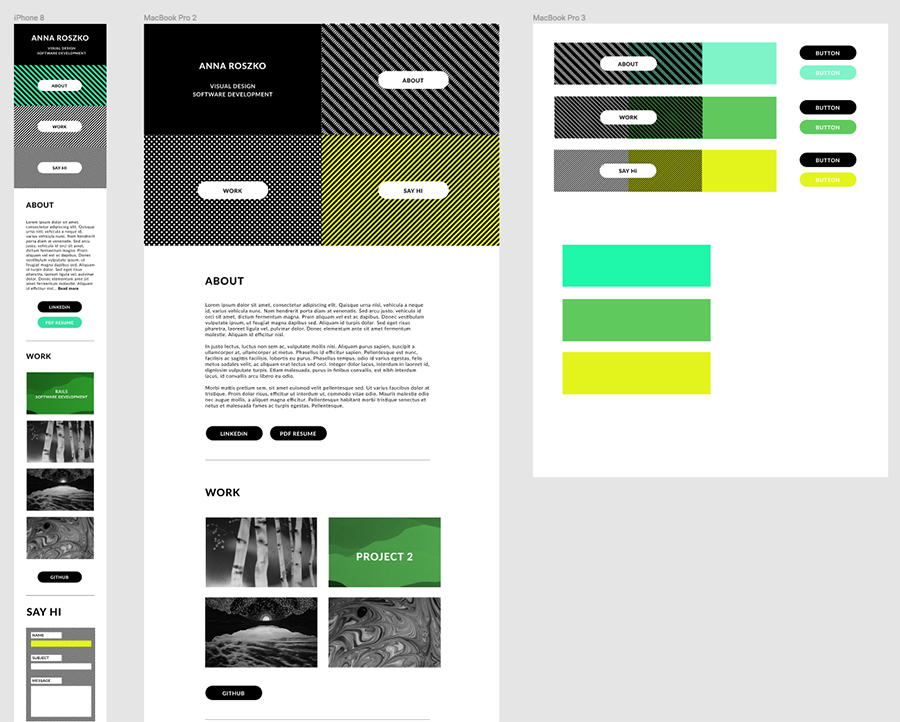 iPhone 8
ANNA ROSZKO
VISUAL DESIGN
SOFTWARE DEVELOPMENT
ABOUT
WORK
SAY HI
ABOUT
Lorem ipsum dolor sit amet,
consectetur adipiscing elit.
Quisque urna nisl, vehicula a
neque id, varius vehicula nunc.
Nam hendrerit porta diam at
venenatis. Sed arcu justo,
vehicula id orci sit amet,
dictum fermentum magna. Proin
aliquam vel est ac dapibus. Donec
vestibulum vulputate ipsum, ut
feugiat magna dapibus sed. Aliquam
id turpis dolor. Sed eget risus
pharetra, laoreet ligula vel, pulvinar
dolor. Donec elementum ante sit
amet id efficitur nisl... Read more
LINKEDIN
PDF RESUME
WORK
RAILS
SOFTWARE DEVELOPMENT
GITHUB
SAY HI
NAME
SUBJECT
MESSAGE
MacBook Pro 2
ANNA ROSZKO
VISUAL DESIGN
SOFTWARE DEVELOPMENT
ABOUT
WORK
SAY HI
ABOUT
Lorem ipsum dolor sit amet, consectetur adipiscing elit. Quisque urna nisl, vehicula a neque
id, varius vehicula nunc. Nam hendrerit porta diam at venenatis. Sed arcu justo, vehicula id
orci sit amet, dictum fermentum magna. Proin aliquam vel est ac dapibus. Donec vestibulum
vulputate ipsum, ut feugiat magna dapibus sed. Aliquam id turpis dolor. Sed eget risus
pharetra, laoreet ligula vel, pulvinar dolor. Donec elementum ante sit amet vehicula
molestie. Aliquam id efficitur nisl.
In justo lectus, luctus non sem ac, vulputate mollis nisi. Aliquam purus sapien, suscipit a
ullamcorper at, ullamcorper at metus. Phasellus id efficitur sapien. Pellentesque est nunc,
facilisis ac sagittis facilisis, lobortis eu purus. Phasellus tempus, odio id varius egestas, felis
metus sodales velit, ac aliquam erat lectus sed orci. Integer dolor lacus, interdum in laoreet id,
dignissim vulputate turpis. Etiam malesuada, purus in finibus convallis, est nibh interdum
lacus, id convallis arcu libero eu odio.
Morbi mattis pretium sem, sit amet euismod velit pellentesque sed. Ut varius faucibus dolor at
tristique. Proin dolor risus, efficitur ut interdum ut, commodo vitae odio. Mauris molestie odio
nec augue mollis, a aliquet magna efficitur. Pellentesque habitant morbi tristique senectus et
netus et malesuada fames ac turpis egestas. Pellentesque.
LINKEDIN
PDF RESUME
WORK
PROJECT 2
GITHUB
MacBook Pro 3
ABOUT
BUTTON
BUTTON
WORK
BUTTON
BUTTON
SAY Hi
BUTTON
BUTTON